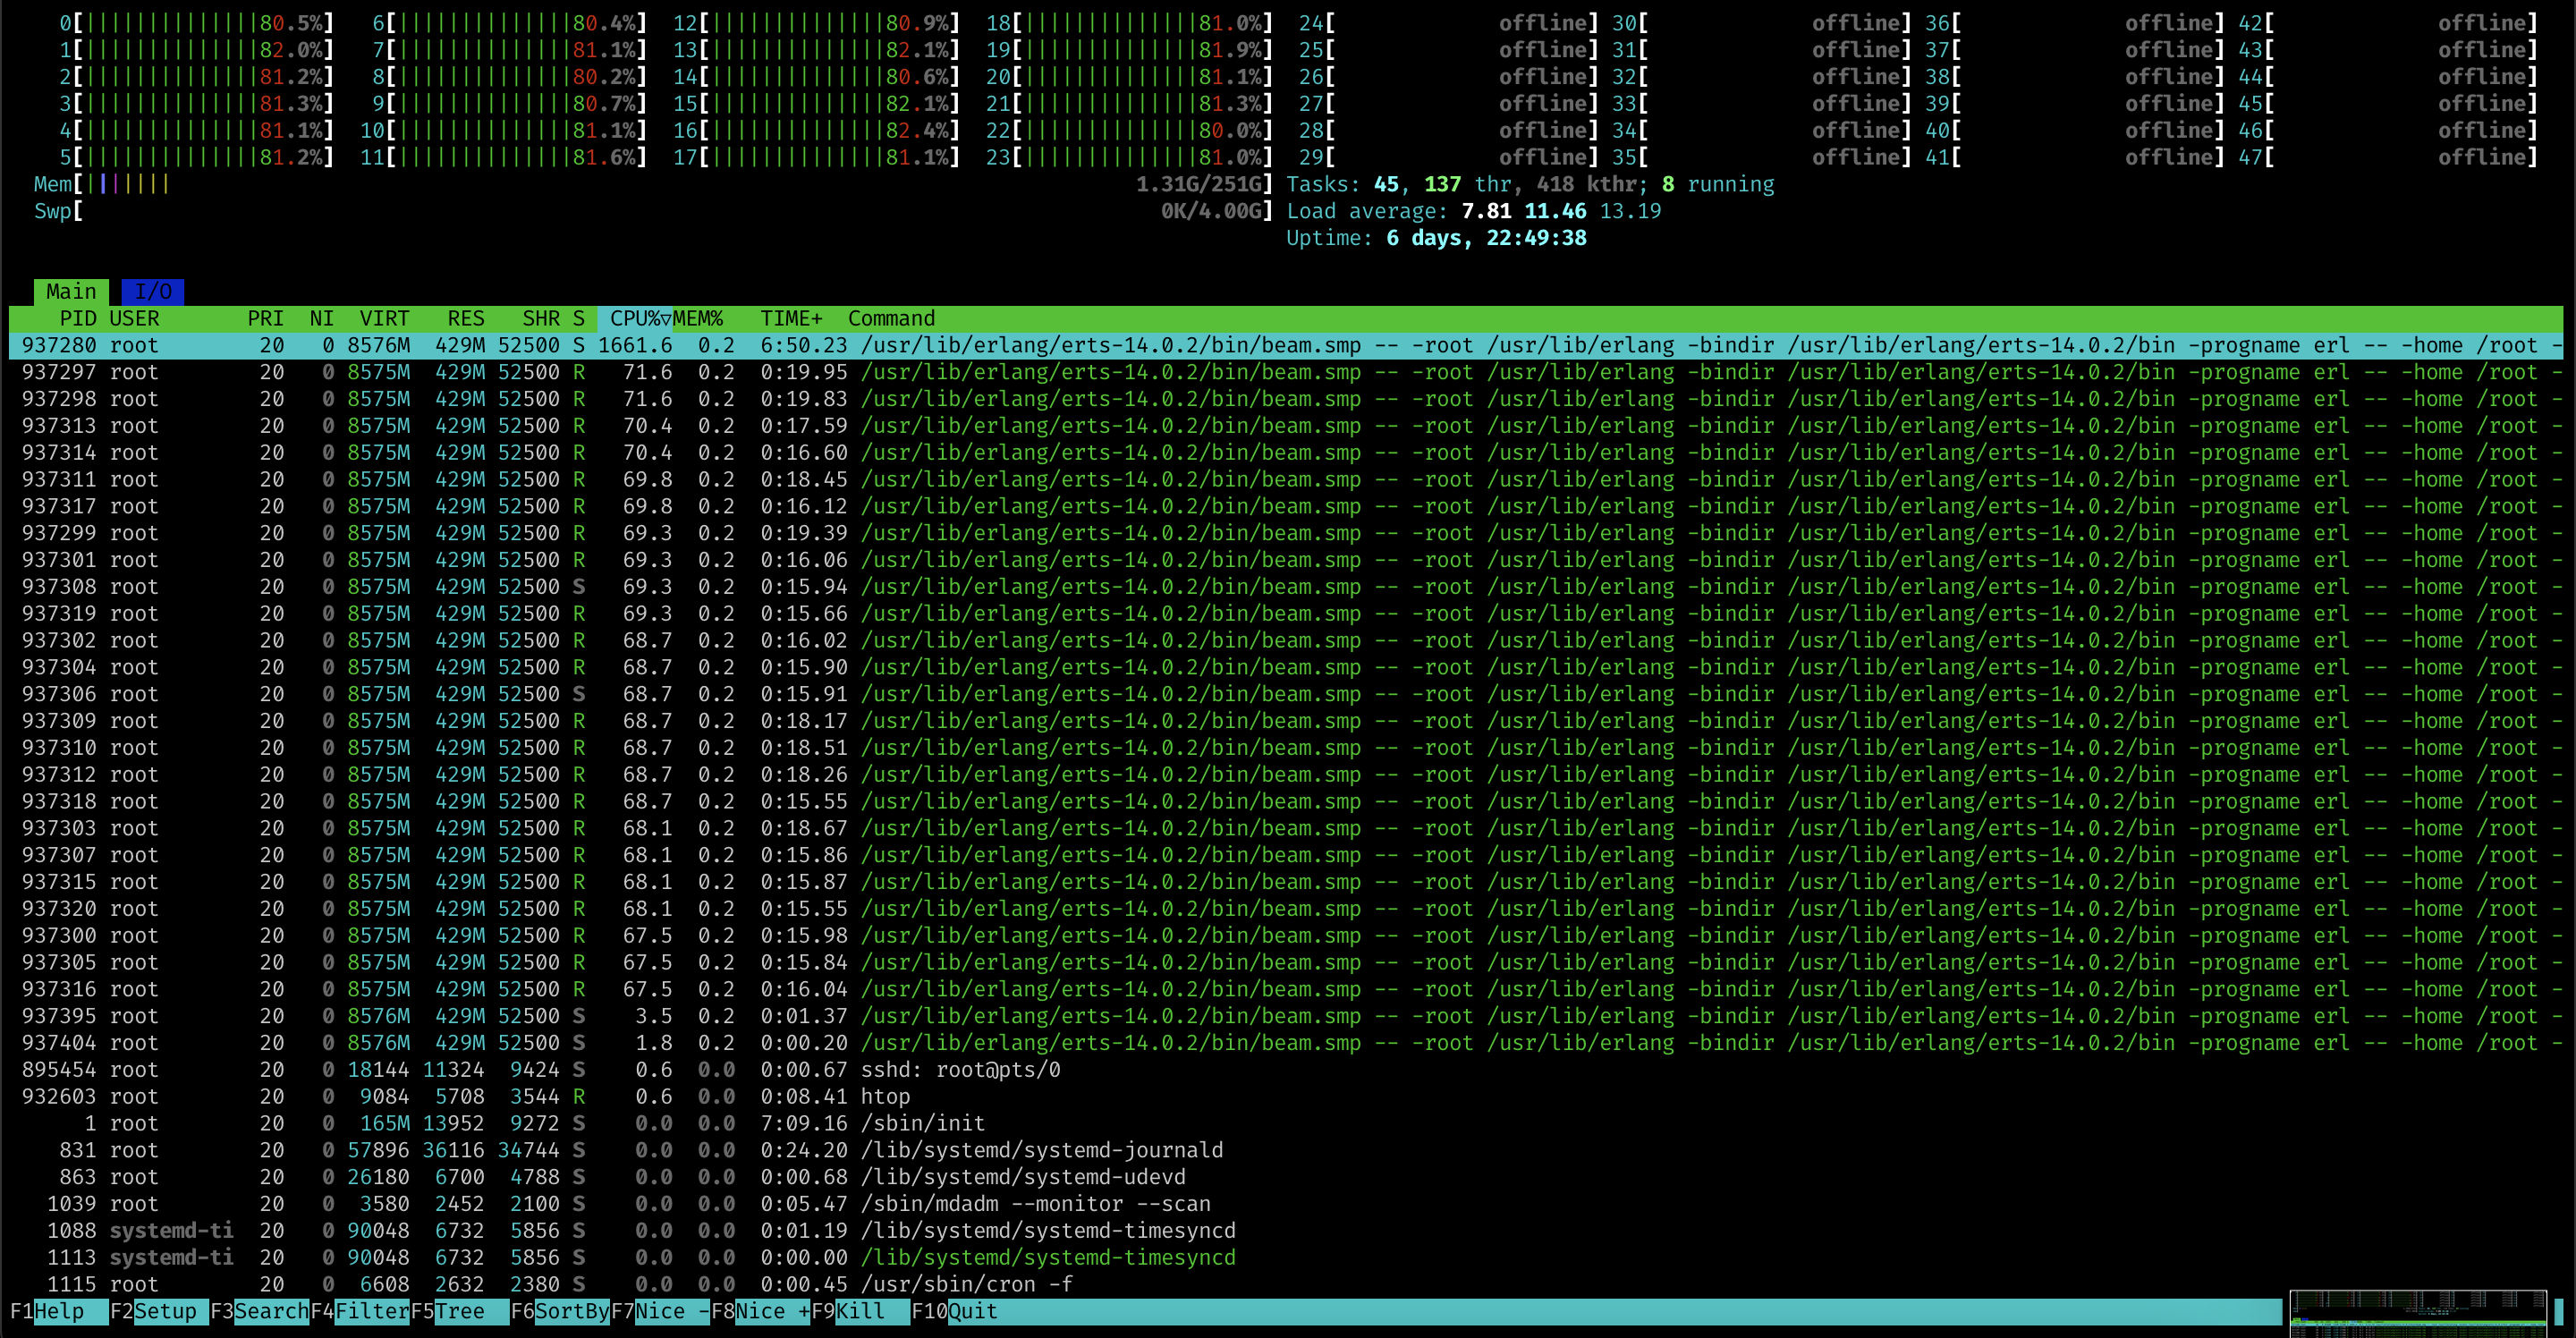 0[||||||||||||||80.5%] 6[||||||||||||||80.4%] 12[||||||||||||||80.9%] 18[||||||||||||||81.0%] 24[ offline] 30[ offline] 36[ offline] 42[ offline]
1[||||||||||||||82.0%] 7[||||||||||||||81.1%] 13[||||||||||||||82.1%] 19[||||||||||||||81.9%] 25[ offline] 31[ offline] 37[ offline] 43[ offline]
2[||||||||||||||81.2%] 8[||||||||||||||80.2%] 14[||||||||||||||80.6%] 20[||||||||||||||81.1%] 26[ offline] 32[ offline] 38[ offline] 44[ offline]
3[||||||||||||||81.3%] 9[||||||||||||||80.7%] 15[||||||||||||||82.1%] 21[||||||||||||||81.3%] 27[ offline] 33[ offline] 39[ offline] 45[ offline]
4[||||||||||||||81.1%] 10[||||||||||||||81.1%] 16[||||||||||||||82.4%] 22[||||||||||||||80.0%] 28[ offline] 34[ offline] 40[ offline] 46[ offline]
5[||||||||||||||81.2%] 11[||||||||||||||81.6%] 17[||||||||||||||81.1%] 23[||||||||||||||81.0%] 29[ offline] 35[ offline] 41[ offline] 47[ offline]
Mem[||||||| 1.31G/251G] Tasks: 45, 137 thr, 418 kthr; 8 running
Swp[ 0K/4.00G] Load average: 7.81 11.46 13.19
Uptime: 6 days, 22:49:38
Main I/O
PID USER PRI NI VIRT RES SHR S CPU%▽MEM% TIME+ Command
937280 root 20 0 8576M 429M 52500 S 1661.6 0.2 6:50.23 /usr/lib/erlang/erts-14.0.2/bin/beam.smp -- -root /usr/lib/erlang -bindir /usr/lib/erlang/erts-14.0.2/bin -progname erl -- -home /root -
937297 root 20 0 8575M 429M 52500 R 71.6 0.2 0:19.95 /usr/lib/erlang/erts-14.0.2/bin/beam.smp -- -root /usr/lib/erlang -bindir /usr/lib/erlang/erts-14.0.2/bin -progname erl -- -home /root -
937298 root 20 0 8575M 429M 52500 R 71.6 0.2 0:19.83 /usr/lib/erlang/erts-14.0.2/bin/beam.smp -- -root /usr/lib/erlang -bindir /usr/lib/erlang/erts-14.0.2/bin -progname erl -- -home /root -
937313 root 20 0 8575M 429M 52500 R 70.4 0.2 0:17.59 /usr/lib/erlang/erts-14.0.2/bin/beam.smp -- -root /usr/lib/erlang -bindir /usr/lib/erlang/erts-14.0.2/bin -progname erl -- -home /root -
937314 root 20 0 8575M 429M 52500 R 70.4 0.2 0:16.60 /usr/lib/erlang/erts-14.0.2/bin/beam.smp -- -root /usr/lib/erlang -bindir /usr/lib/erlang/erts-14.0.2/bin -progname erl -- -home /root -
937311 root 20 0 8575M 429M 52500 R 69.8 0.2 0:18.45 /usr/lib/erlang/erts-14.0.2/bin/beam.smp -- -root /usr/lib/erlang -bindir /usr/lib/erlang/erts-14.0.2/bin -progname erl -- -home /root -
937317 root 20 0 8575M 429M 52500 R 69.8 0.2 0:16.12 /usr/lib/erlang/erts-14.0.2/bin/beam.smp -- -root /usr/lib/erlang -bindir /usr/lib/erlang/erts-14.0.2/bin -progname erl -- -home /root -
937299 root 20 0 8575M 429M 52500 R 69.3 0.2 0:19.39 /usr/lib/erlang/erts-14.0.2/bin/beam.smp -- -root /usr/lib/erlang -bindir /usr/lib/erlang/erts-14.0.2/bin -progname erl -- -home /root -
937301 root 20 0 8575M 429M 52500 R 69.3 0.2 0:16.06 /usr/lib/erlang/erts-14.0.2/bin/beam.smp -- -root /usr/lib/erlang -bindir /usr/lib/erlang/erts-14.0.2/bin -progname erl -- -home /root -
937308 root 20 0 8575M 429M 52500 S 69.3 0.2 0:15.94 /usr/lib/erlang/erts-14.0.2/bin/beam.smp -- -root /usr/lib/erlang -bindir /usr/lib/erlang/erts-14.0.2/bin -progname erl -- -home /root -
937319 root 20 0 8575M 429M 52500 R 69.3 0.2 0:15.66 /usr/lib/erlang/erts-14.0.2/bin/beam.smp -- -root /usr/lib/erlang -bindir /usr/lib/erlang/erts-14.0.2/bin -progname erl -- -home /root -
937302 root 20 0 8575M 429M 52500 R 68.7 0.2 0:16.02 /usr/lib/erlang/erts-14.0.2/bin/beam.smp -- -root /usr/lib/erlang -bindir /usr/lib/erlang/erts-14.0.2/bin -progname erl -- -home /root -
937304 root 20 0 8575M 429M 52500 R 68.7 0.2 0:15.90 /usr/lib/erlang/erts-14.0.2/bin/beam.smp -- -root /usr/lib/erlang -bindir /usr/lib/erlang/erts-14.0.2/bin -progname erl -- -home /root -
937306 root 20 0 8575M 429M 52500 S 68.7 0.2 0:15.91 /usr/lib/erlang/erts-14.0.2/bin/beam.smp -- -root /usr/lib/erlang -bindir /usr/lib/erlang/erts-14.0.2/bin -progname erl -- -home /root -
937309 root 20 0 8575M 429M 52500 R 68.7 0.2 0:18.17 /usr/lib/erlang/erts-14.0.2/bin/beam.smp -- -root /usr/lib/erlang -bindir /usr/lib/erlang/erts-14.0.2/bin -progname erl -- -home /root -
937310 root 20 0 8575M 429M 52500 R 68.7 0.2 0:18.51 /usr/lib/erlang/erts-14.0.2/bin/beam.smp -- -root /usr/lib/erlang -bindir /usr/lib/erlang/erts-14.0.2/bin -progname erl -- -home /root -
937312 root 20 0 8575M 429M 52500 R 68.7 0.2 0:18.26 /usr/lib/erlang/erts-14.0.2/bin/beam.smp -- -root /usr/lib/erlang -bindir /usr/lib/erlang/erts-14.0.2/bin -progname erl -- -home /root -
937318 root 20 0 8575M 429M 52500 R 68.7 0.2 0:15.55 /usr/lib/erlang/erts-14.0.2/bin/beam.smp -- -root /usr/lib/erlang -bindir /usr/lib/erlang/erts-14.0.2/bin -progname erl -- -home /root -
937303 root 20 0 8575M 429M 52500 R 68.1 0.2 0:18.67 /usr/lib/erlang/erts-14.0.2/bin/beam.smp -- -root /usr/lib/erlang -bindir /usr/lib/erlang/erts-14.0.2/bin -progname erl -- -home /root -
937307 root 20 0 8575M 429M 52500 R 68.1 0.2 0:15.86 /usr/lib/erlang/erts-14.0.2/bin/beam.smp -- -root /usr/lib/erlang -bindir /usr/lib/erlang/erts-14.0.2/bin -progname erl -- -home /root -
937315 root 20 0 8575M 429M 52500 R 68.1 0.2 0:15.87 /usr/lib/erlang/erts-14.0.2/bin/beam.smp -- -root /usr/lib/erlang -bindir /usr/lib/erlang/erts-14.0.2/bin -progname erl -- -home /root -
937320 root 20 0 8575M 429M 52500 R 68.1 0.2 0:15.55 /usr/lib/erlang/erts-14.0.2/bin/beam.smp -- -root /usr/lib/erlang -bindir /usr/lib/erlang/erts-14.0.2/bin -progname erl -- -home /root -
937300 root 20 0 8575M 429M 52500 R 67.5 0.2 0:15.98 /usr/lib/erlang/erts-14.0.2/bin/beam.smp -- -root /usr/lib/erlang -bindir /usr/lib/erlang/erts-14.0.2/bin -progname erl -- -home /root -
937305 root 20 0 8575M 429M 52500 R 67.5 0.2 0:15.84 /usr/lib/erlang/erts-14.0.2/bin/beam.smp -- -root /usr/lib/erlang -bindir /usr/lib/erlang/erts-14.0.2/bin -progname erl -- -home /root -
937316 root 20 0 8575M 429M 52500 R 67.5 0.2 0:16.04 /usr/lib/erlang/erts-14.0.2/bin/beam.smp -- -root /usr/lib/erlang -bindir /usr/lib/erlang/erts-14.0.2/bin -progname erl -- -home /root -
937395 root 20 0 8576M 429M 52500 S 3.5 0.2 0:01.37 /usr/lib/erlang/erts-14.0.2/bin/beam.smp -- -root /usr/lib/erlang -bindir /usr/lib/erlang/erts-14.0.2/bin -progname erl -- -home /root -
937404 root 20 0 8576M 429M 52500 S 1.8 0.2 0:00.20 /usr/lib/erlang/erts-14.0.2/bin/beam.smp -- -root /usr/lib/erlang -bindir /usr/lib/erlang/erts-14.0.2/bin -progname erl -- -home /root -
895454 root 20 0 18144 11324 9424 S 0.6 0.0 0:00.67 sshd: root@pts/0
932603 root 20 0 9084 5708 3544 R 0.6 0.0 0:08.41 htop
1 root 20 0 165M 13952 9272 S 0.0 0.0 7:09.16 /sbin/init
831 root 20 0 57896 36116 34744 S 0.0 0.0 0:24.20 /lib/systemd/systemd-journald
863 root 20 0 26180 6700 4788 S 0.0 0.0 0:00.68 /lib/systemd/systemd-udevd
1039 root 20 0 3580 2452 2100 S 0.0 0.0 0:05.47 /sbin/mdadm --monitor --scan
1088 systemd-ti 20 0 90048 6732 5856 S 0.0 0.0 0:01.19 /lib/systemd/systemd-timesyncd
1113 systemd-ti 20 0 90048 6732 5856 S 0.0 0.0 0:00.00 /lib/systemd/systemd-timesyncd
1115 root 20 0 6608 2632 2380 S 0.0 0.0 0:00.45 /usr/sbin/cron -f
F1Help F2Setup F3SearchF4FilterF5Tree F6SortByF7Nice -F8Nice +F9Kill F10Quit